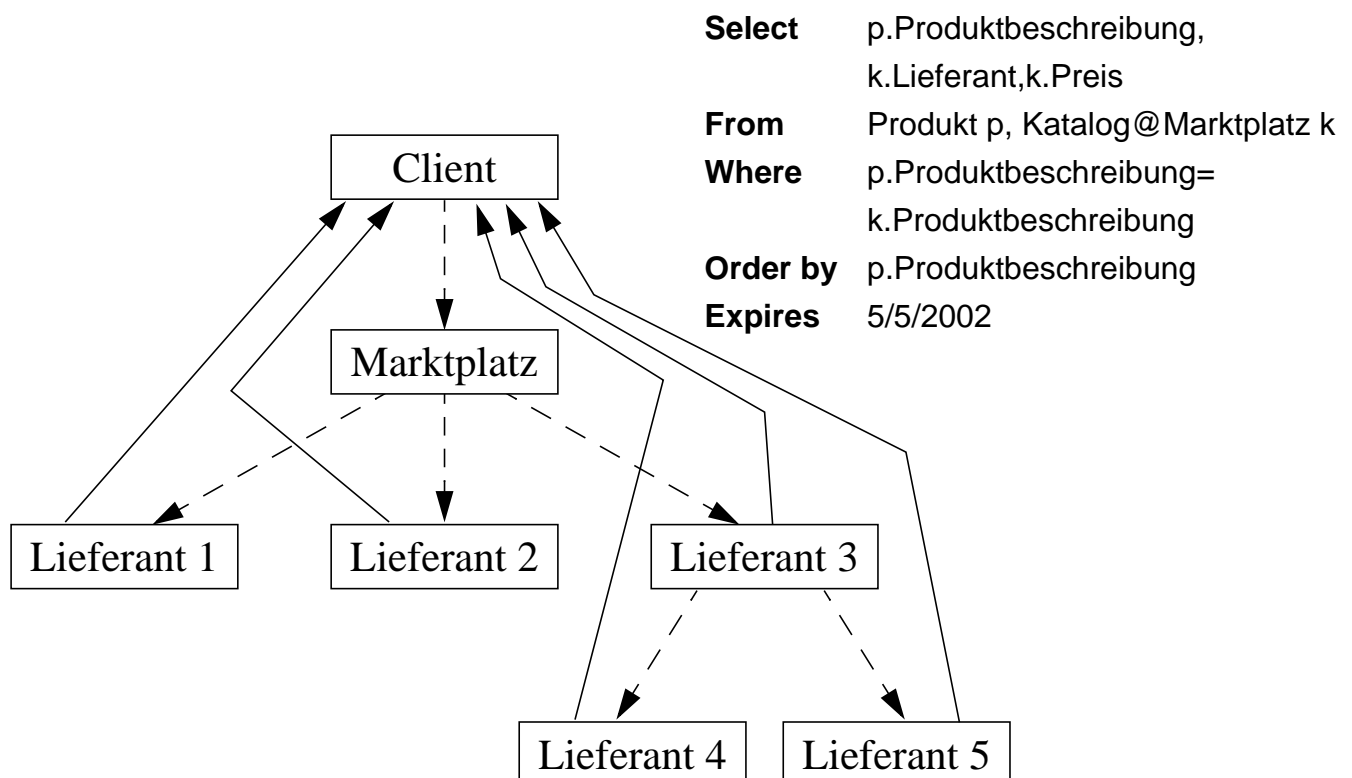 Select p.Produktbeschreibung,
k.Lieferant,k.Preis
From Produkt p, Katalog@Marktplatz k
Where p.Produktbeschreibung=
k.Produktbeschreibung
Order by p.Produktbeschreibung
Expires 5/5/2002
Client
Marktplatz
Lieferant 1
Lieferant 2
Lieferant 3
Lieferant 4
Lieferant 5